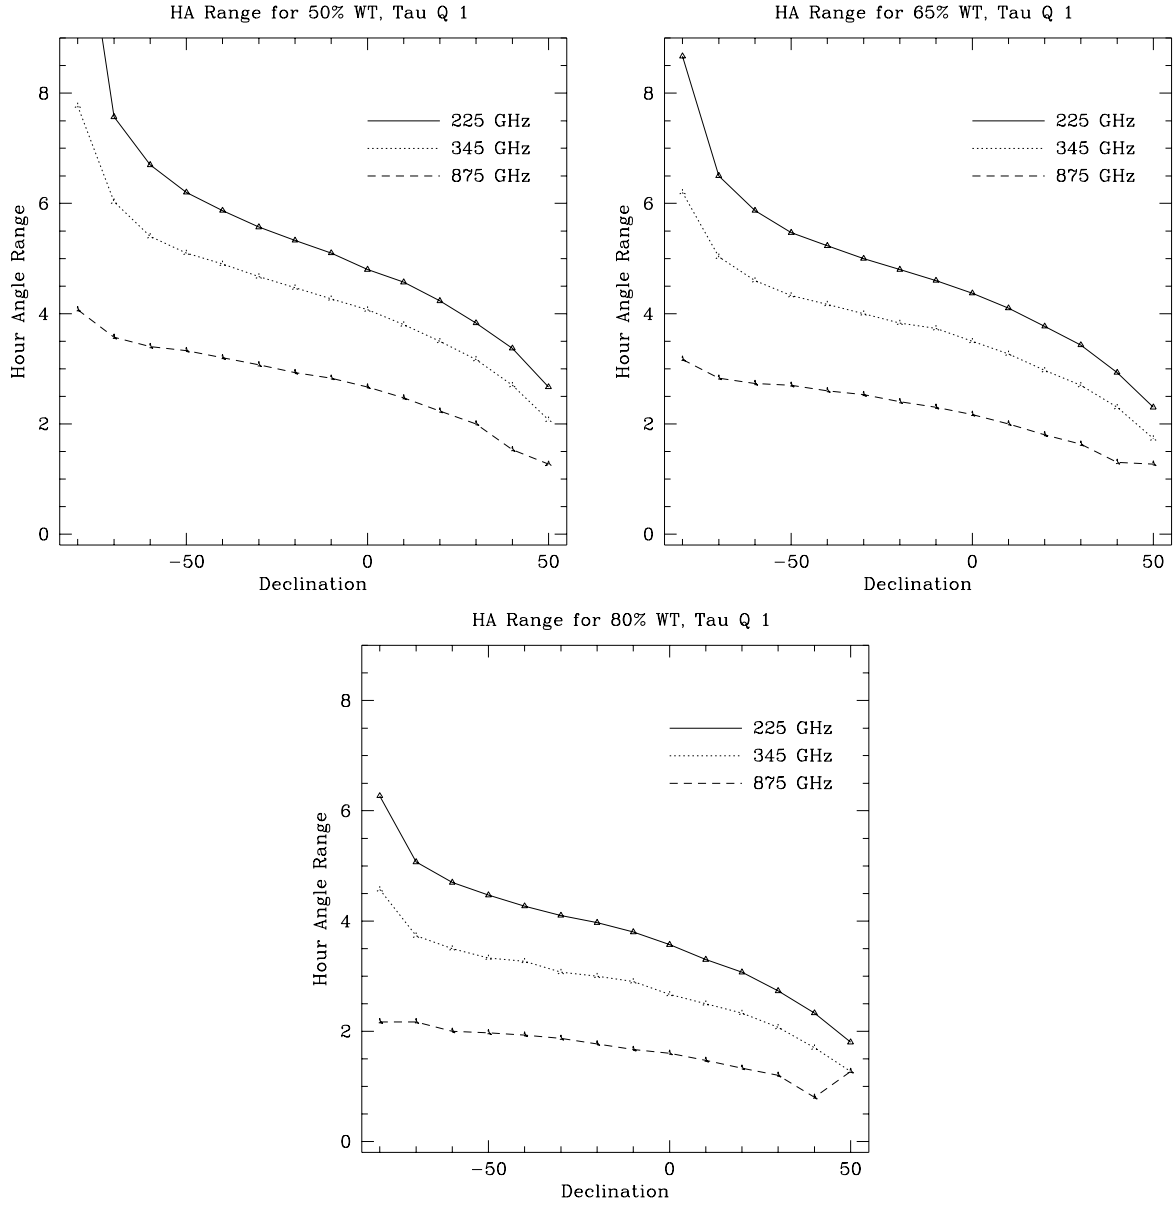 HA Range for 50% WT, Tau Q 1
8
6
4
2
0
Hour Angle Range
225 GHz
345 GHz
875 GHz
−50 0 50
Declination
HA Range for 65% WT, Tau Q 1
8
6
4
2
0
Hour Angle Range
225 GHz
345 GHz
875 GHz
−50 0 50
Declination
HA Range for 80% WT, Tau Q 1
8
6
4
2
0
Hour Angle Range
225 GHz
345 GHz
875 GHz
−50 0 50
Declination